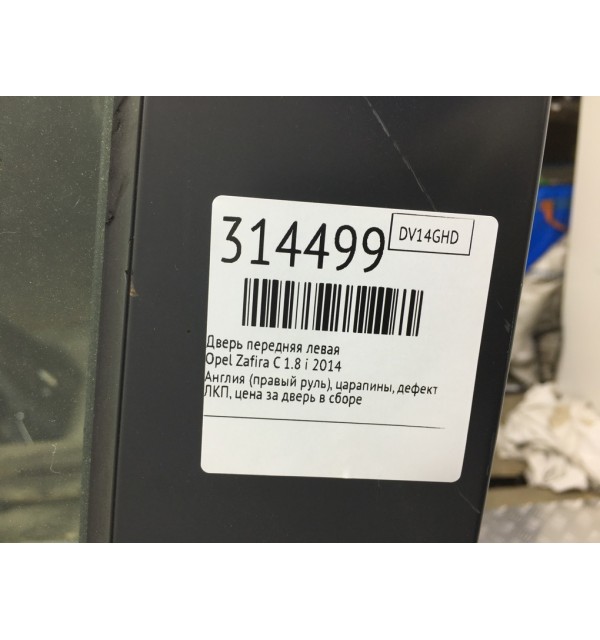 314499
DV14GHD
Дверь передняя левая
Opel Zafira C 1.8 i 2014
Англия (правый руль), царапины, дефект
ЛКП, цена за дверь в сборе